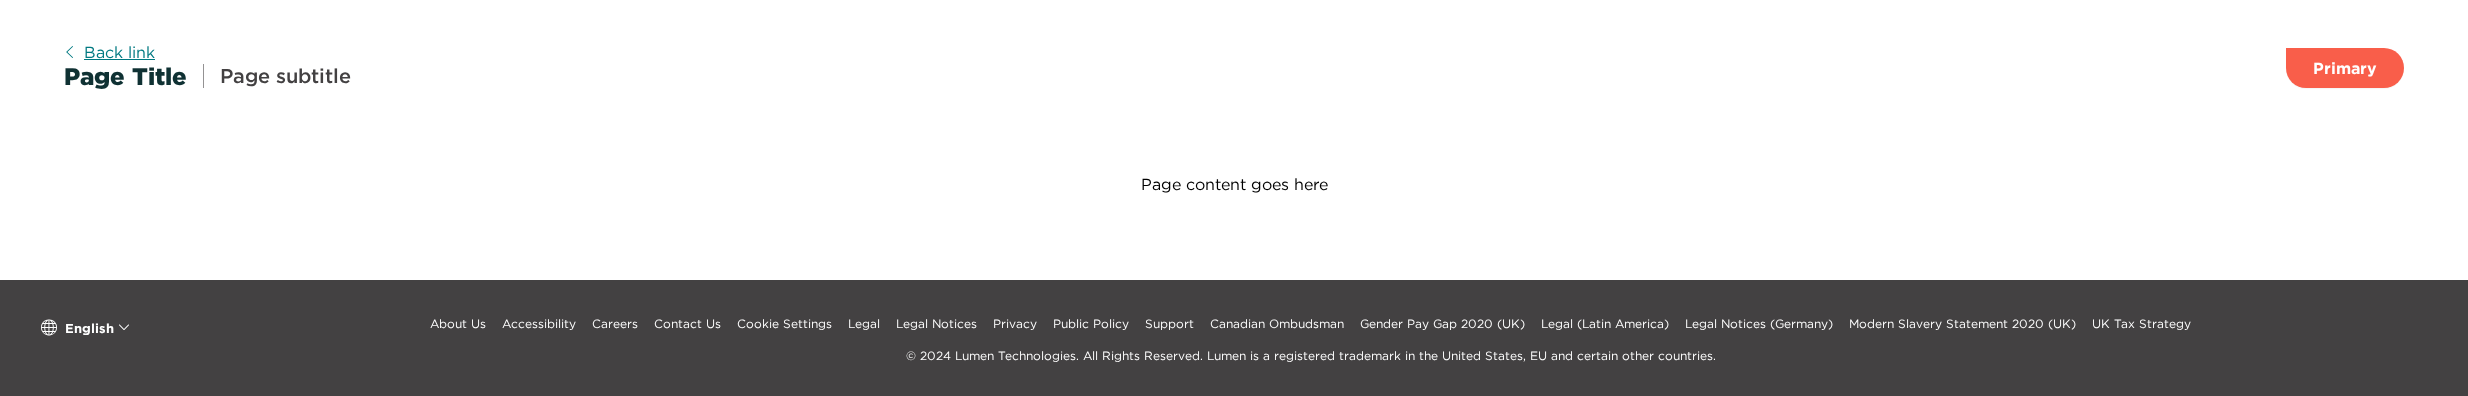 Back link
Page Title Page subtitle
Primary
Page content goes here
English
About Us Accessibility Careers Contact Us Cookie Settings Legal Legal Notices Privacy Public Policy Support Canadian Ombudsman Gender Pay Gap 2020 (UK) Legal (Latin America) Legal Notices (Germany) Modern Slavery Statement 2020 (UK) UK Tax Strategy
© 2024 Lumen Technologies. All Rights Reserved. Lumen is a registered trademark in the United States, EU and certain other countries.